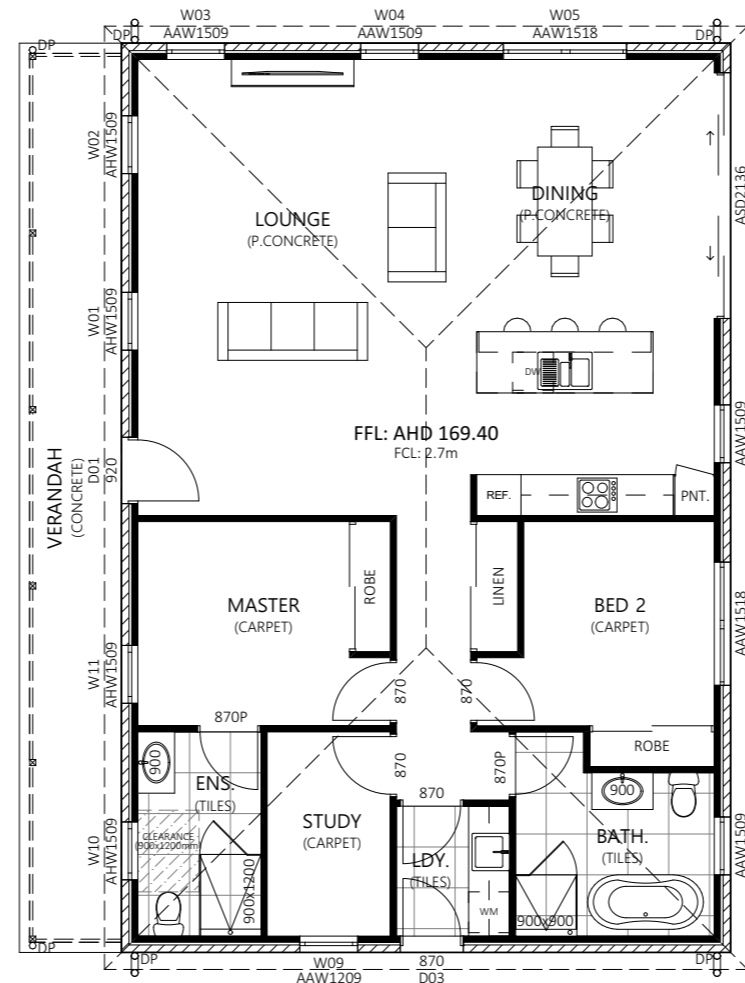 W03
AAW1509
W04
AAW1509
W05
AAW1518
DP
DP
DP
DP
W02
AHW1509
ASD2136
LOUNGE
(P.CONCRETE)
DINING
(P.CONCRETE)
W01
AHW1509
DW
VERANDAH
(CONCRETE)
D01
920
FFL: AHD 169.40
FCL: 2.7m
AAW1509
REF.
PNT.
MASTER
(CARPET)
ROBE
LINEN
BED 2
(CARPET)
AAW1518
W11
AHW1509
870
870
870P
ROBE
900
ENS.
(TILES)
870
870P
870
900
STUDY
(CARPET)
CLEARANCE
(900x1200mm)
W10
AHW1509
LDY.
(TILES)
BATH.
(TILES)
AAW1509
900x1200
WM
900x900
DP
DP
DP
W09
AAW1209
870
D03